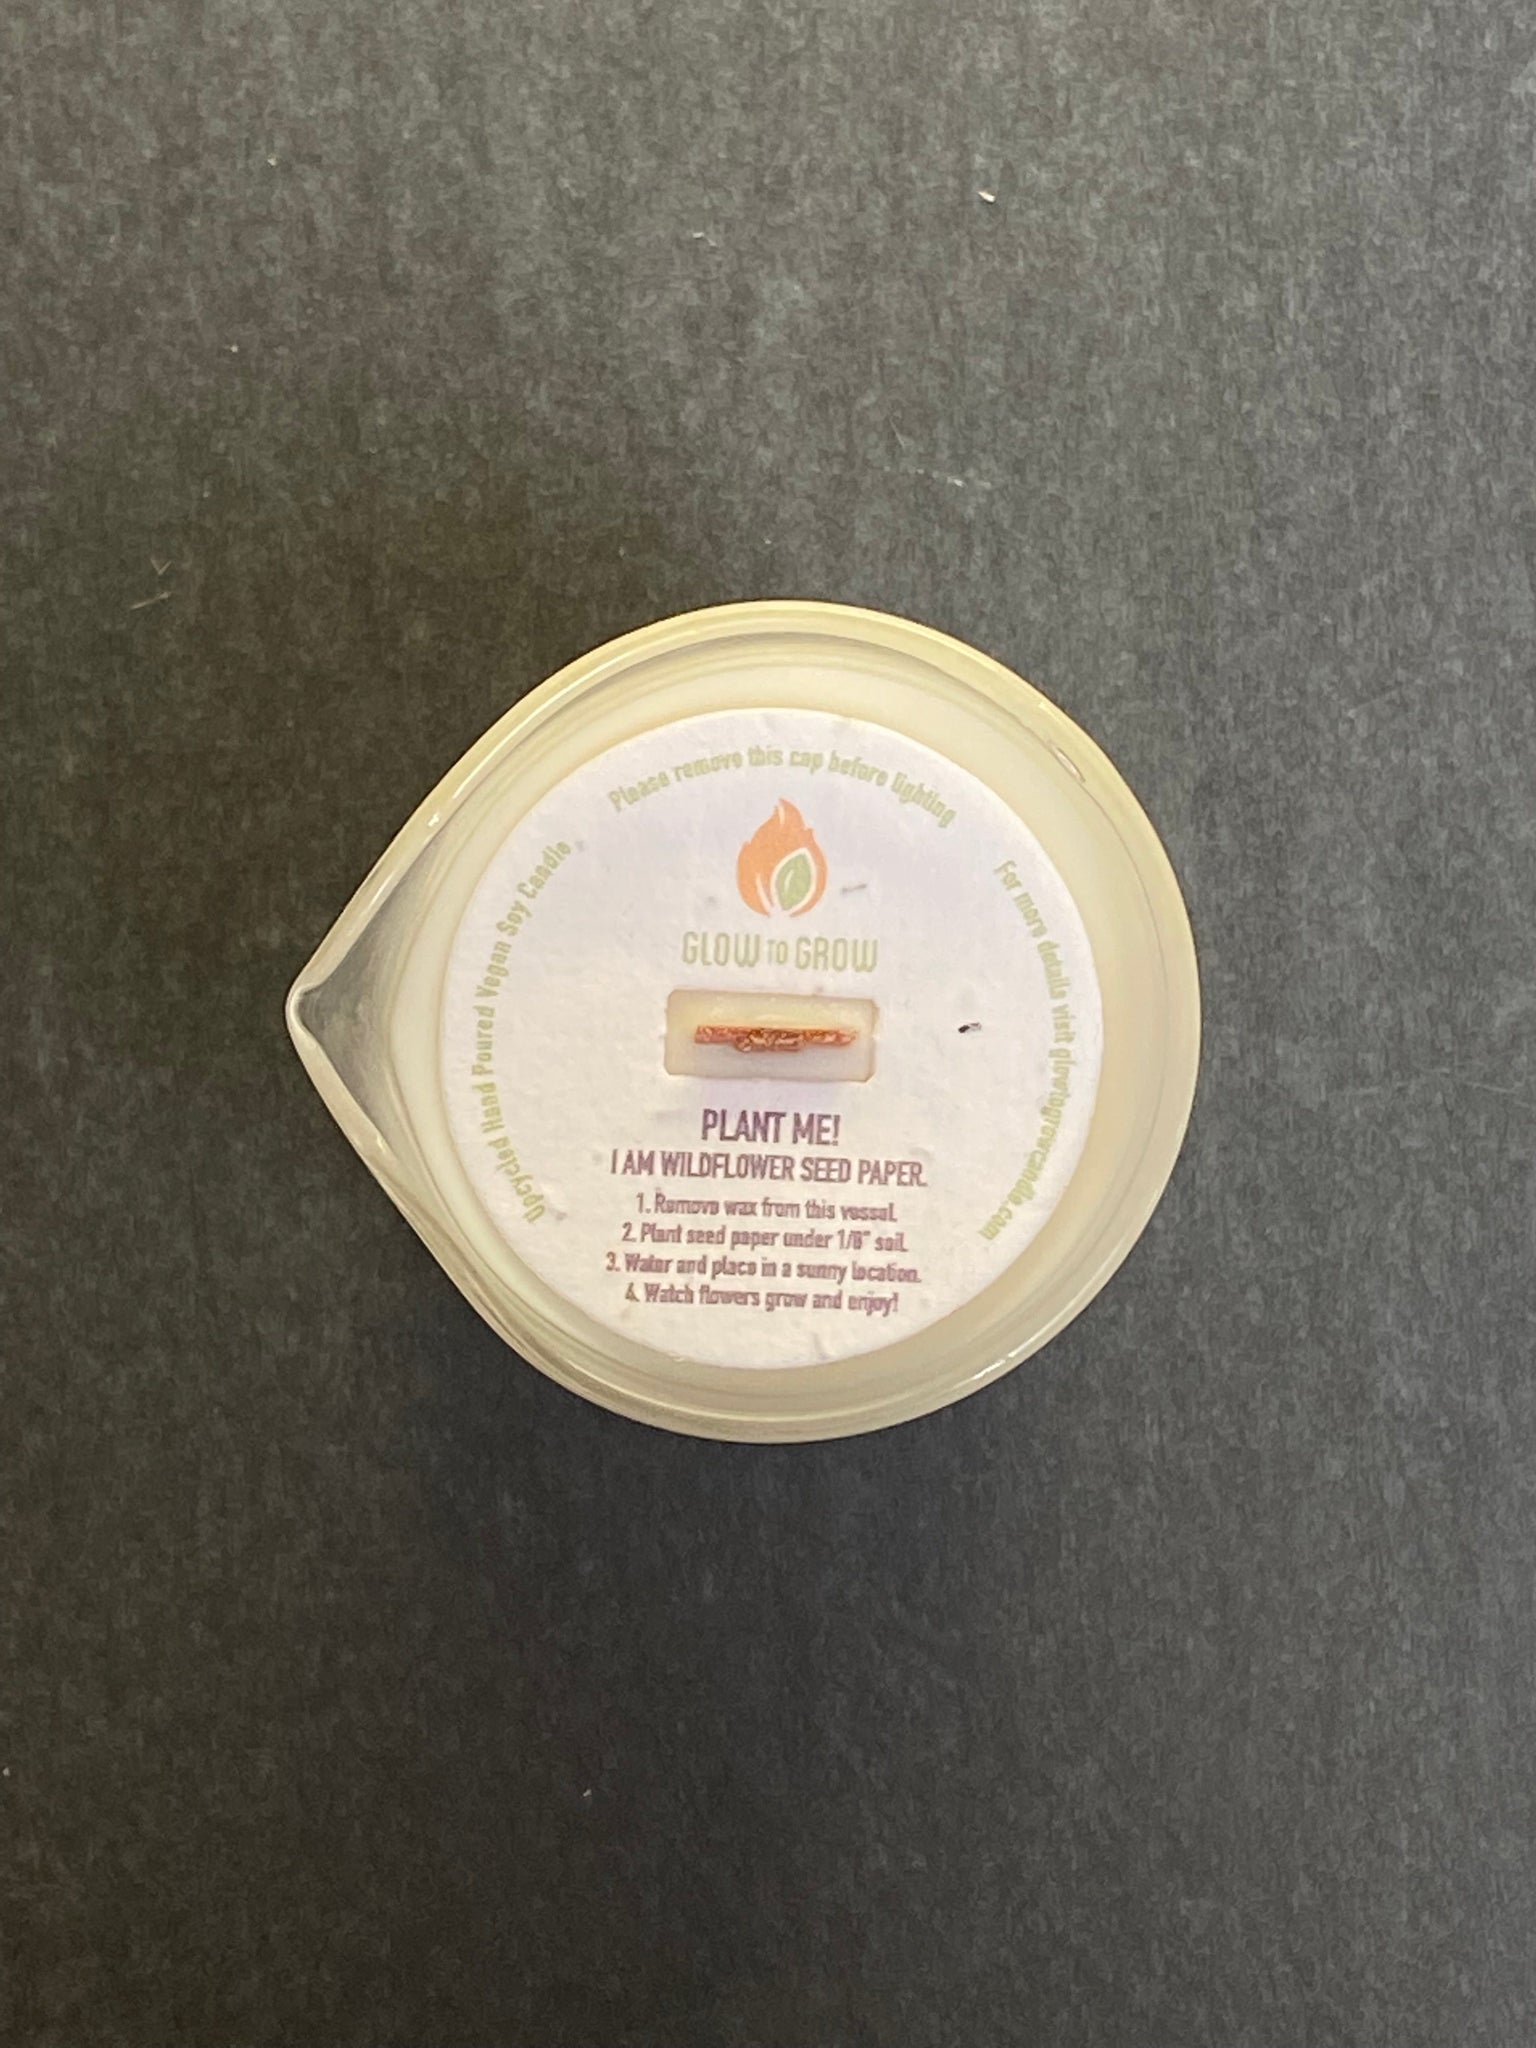 Please remove this cap before lighting
Upcycled Hand Poured Vegan Soy Candle
For more details visit glowtogrowcandle.com
GLOW TO GROW
PLANT ME!
I AM WILDFLOWER SEED PAPER.
1. Remove wax from this vessel.
2. Plant seed paper under 1/8" soil.
3. Water and place in a sunny location.
4. Watch flowers grow and enjoy!